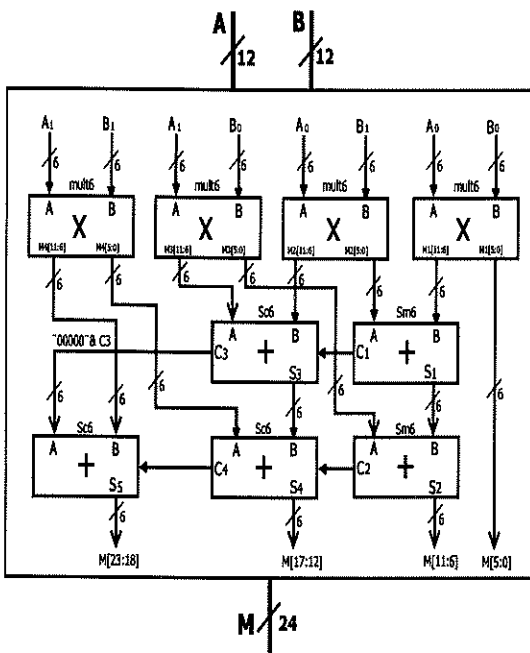 A B
12 12
A1 B1 A1 B0 A0 B1 A0 B0
6 6 6 6 6 6 6 6
mult6 mult6 mult6 mult6
A B A B A B A B
X X X X
M4[11:6] M4[5:0] M3[11:6] M3[5:0] M2[11:6] M2[5:0] M1[11:6] M1[5:0]
6 6 6 6 6 6 6 6
Sc6 Sm6
"00000"& C3
A B A B
C3 + C1 +
S3 S1
6 6 6 6 6 6 6
Sc6 Sc6 Sm6
A B A B A B
+ C4 + C2 +
S5 S4 S2
6 6 6
M[23:18] M[17:12] M[11:6] M[5:0]
M 24